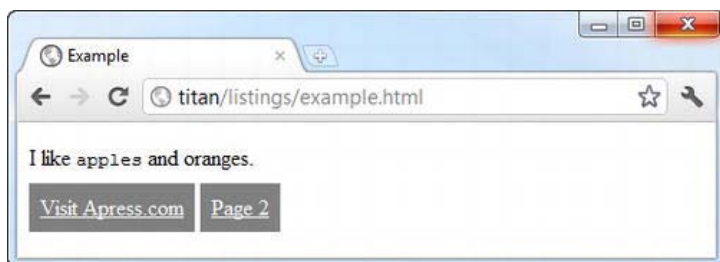 Example
titan/listings/example.html
I like apples and oranges.
Visit Apress.com Page 2